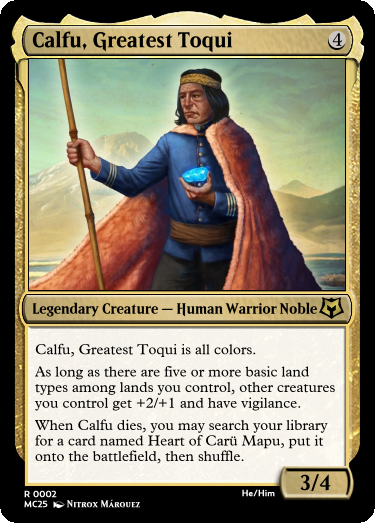 Calfu, Greatest Toqui 4
Legendary Creature — Human Warrior Noble
Calfu, Greatest Toqui is all colors.
As long as there are five or more basic land
types among lands you control, other creatures
you control get +2/+1 and have vigilance.
When Calfu dies, you may search your library
for a card named Heart of Carü Mapu, put it
onto the battlefield, then shuffle.
3/4
R 0002 He/Him
MC25 Nitrox Márquez